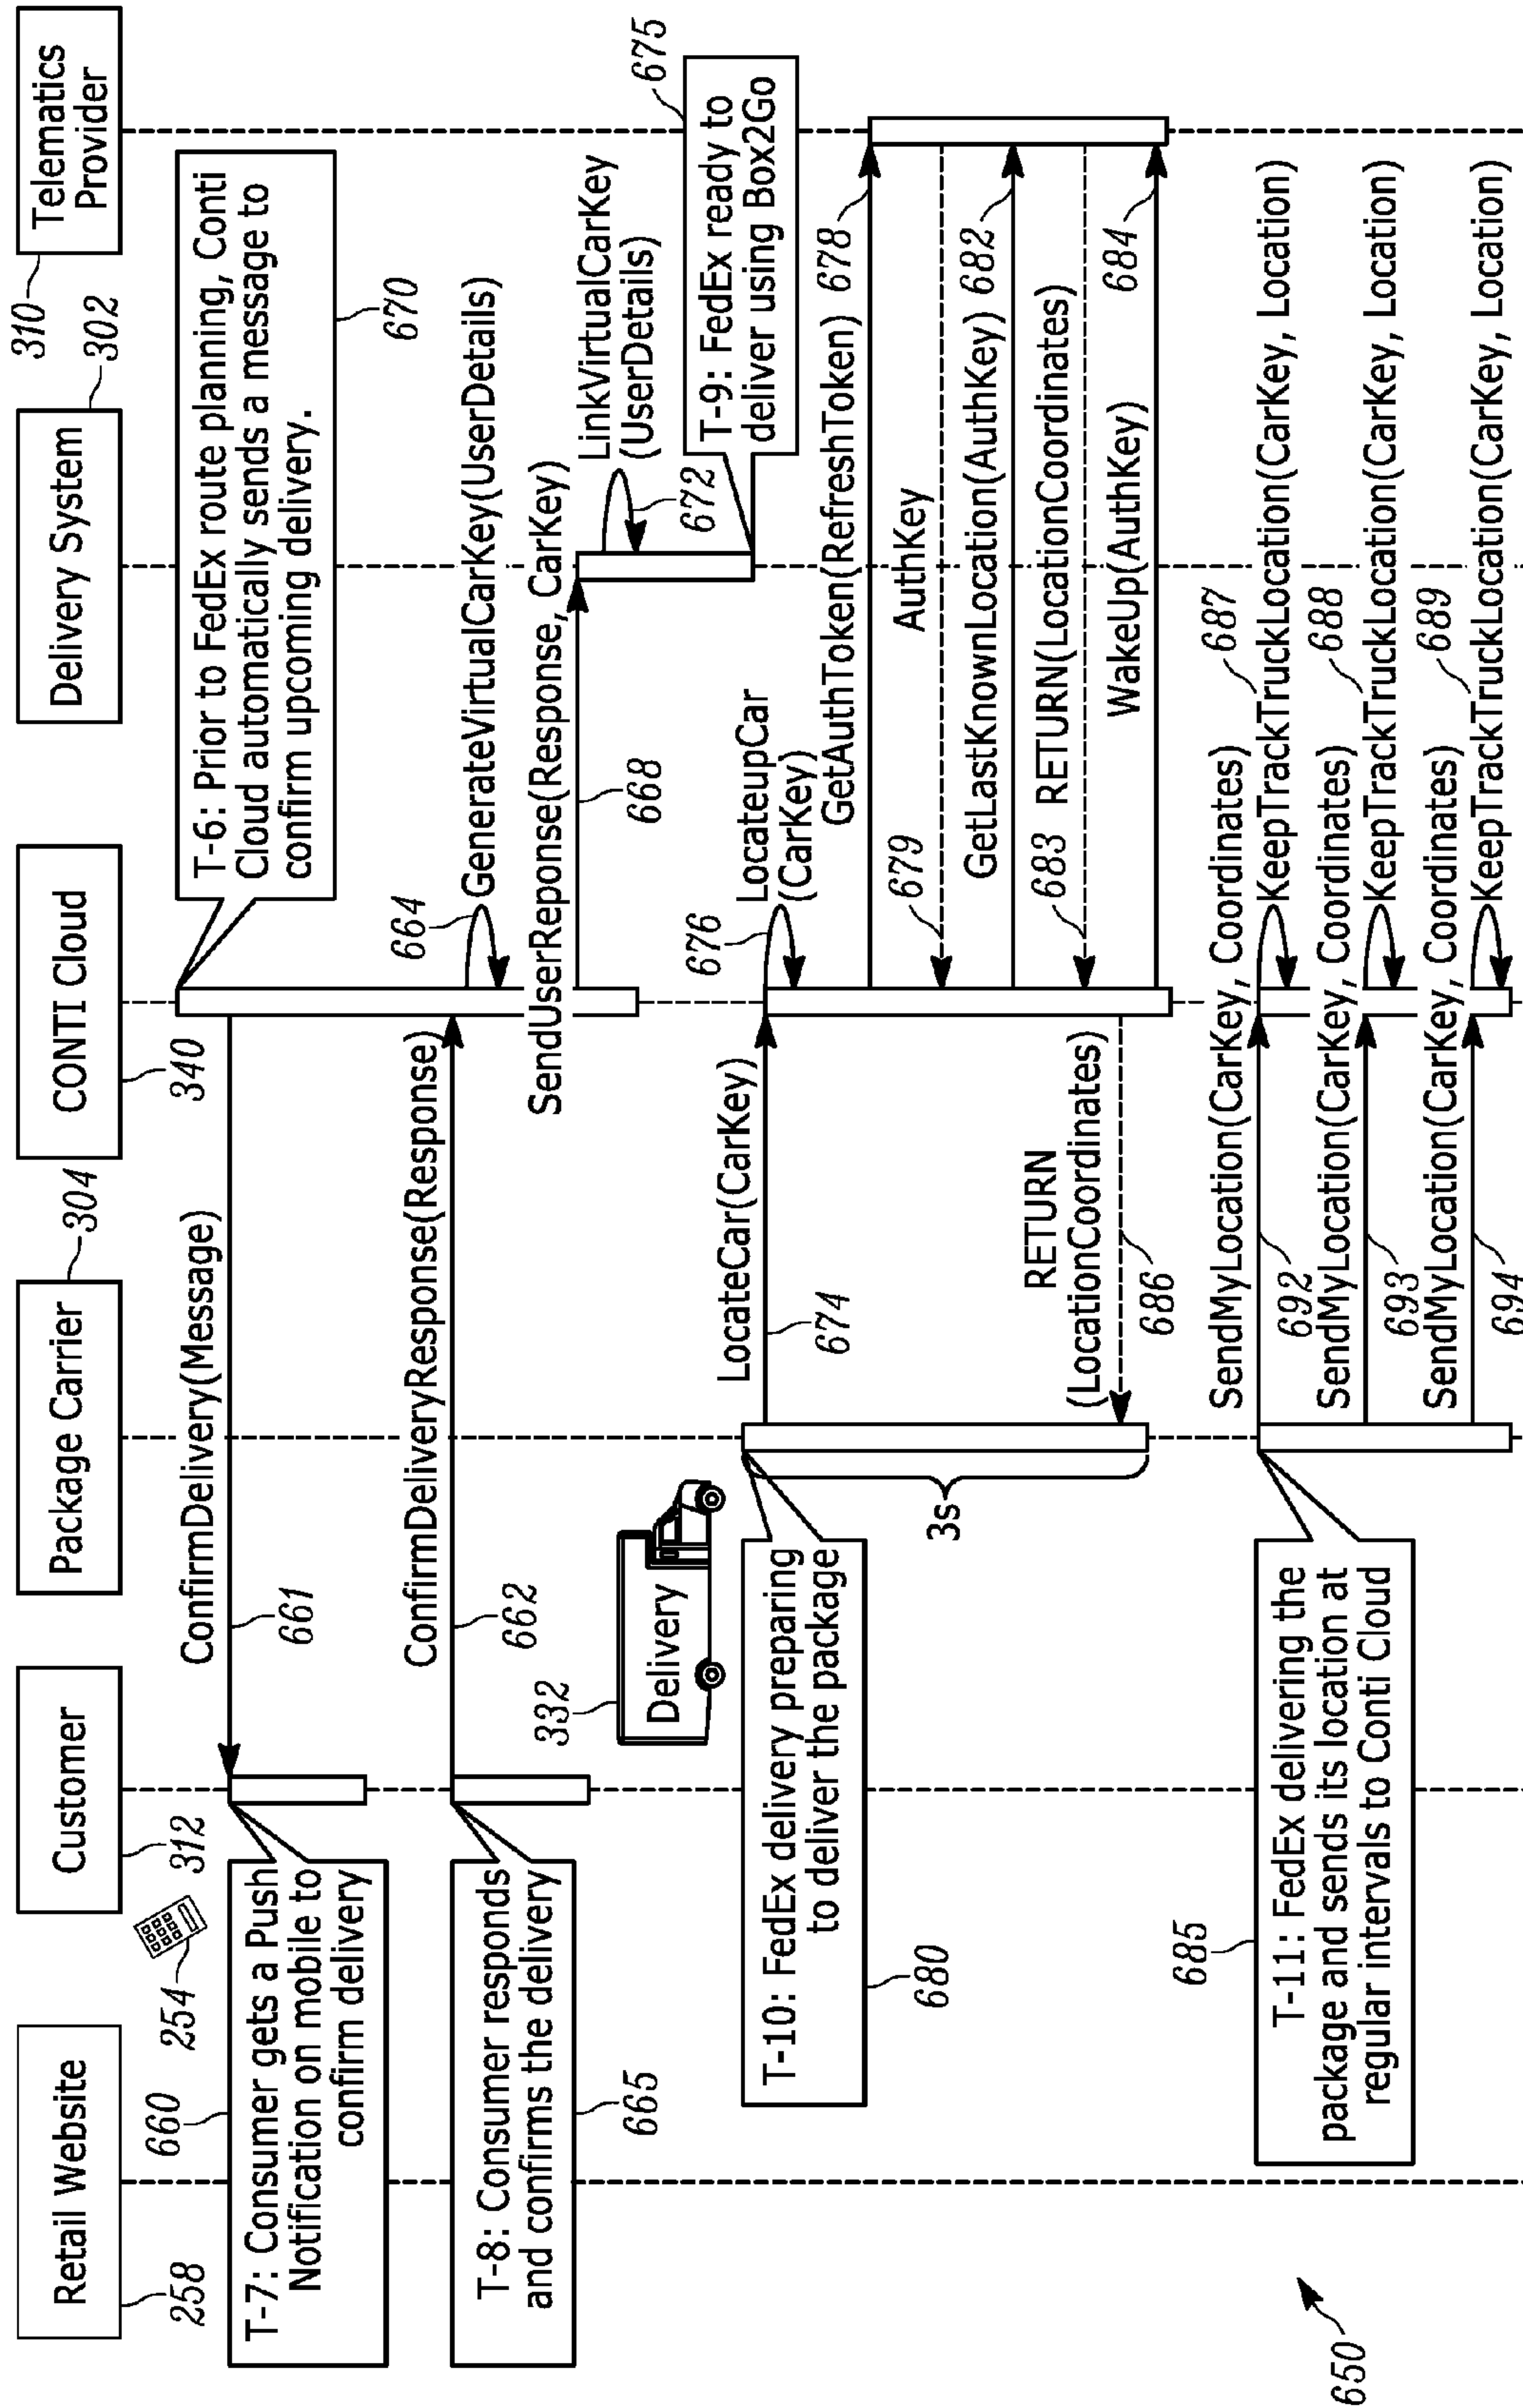 Retail Website
258
Customer
312
254
Package Carrier
304
CONTI Cloud
340
Delivery System
302
Telematics
Provider
310
T-6: Prior to FedEx route planning, Conti
Cloud automatically sends a message to
confirm upcoming delivery.
670
ConfirmDelivery(Message)
661
660
T-7: Consumer gets a Push
Notification on mobile to
confirm delivery
ConfirmDeliveryResponse(Response)
662
T-8: Consumer responds
and confirms the delivery
665
664
GenerateVirtualCarKey(UserDetails)
SendUserReponse(Response, CarKey)
668
LinkVirtualCarKey
(UserDetails)
672
675
T-9: FedEx ready to
deliver using Box2Go
332
Delivery
T-10: FedEx delivery preparing
to deliver the package
680
3s
LocateCar(CarKey)
674
676
LocateupCar
(CarKey)
GetAuthToken(RefreshToken)
678
AuthKey
679
GetLastKnownLocation(AuthKey)
682
RETURN(LocationCoordinates)
683
RETURN
(LocationCoordinates)
686
WakeUp(AuthKey)
684
685
T-11: FedEx delivering the
package and sends its location at
regular intervals to Conti Cloud
SendMyLocation(CarKey, Coordinates)
692
687
KeepTrackTruckLocation(CarKey, Location)
SendMyLocation(CarKey, Coordinates)
693
688
KeepTrackTruckLocation(CarKey, Location)
SendMyLocation(CarKey, Coordinates)
694
689
KeepTrackTruckLocation(CarKey, Location)
650